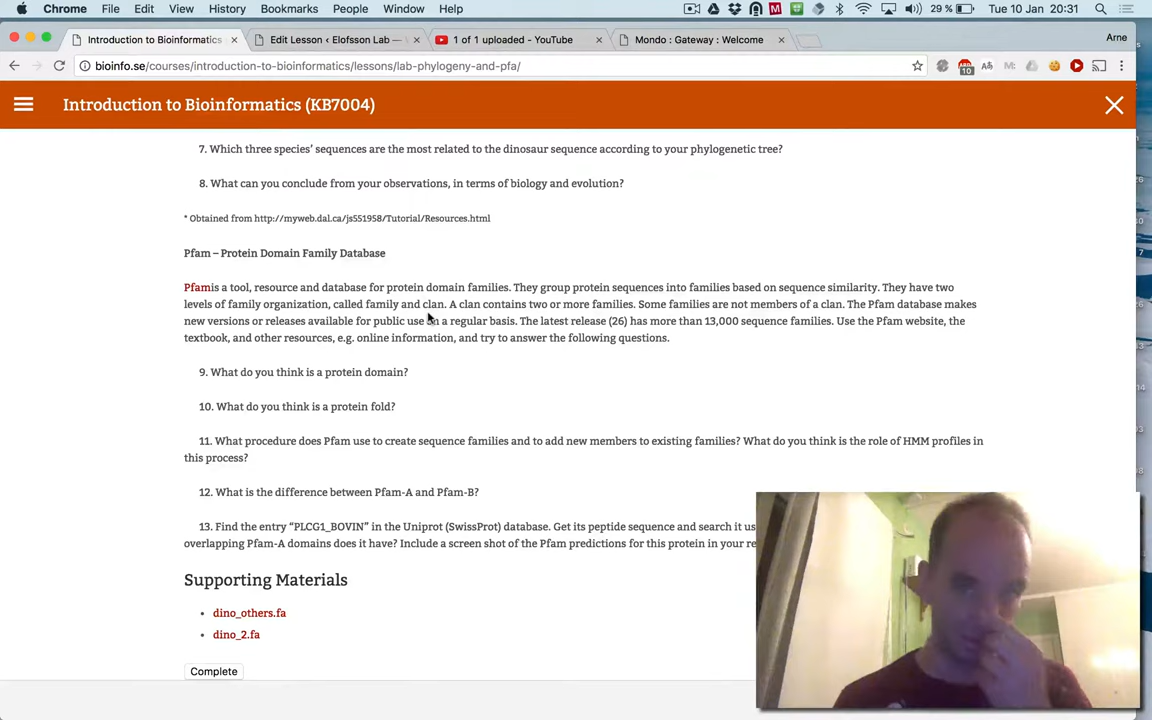 Chrome File Edit View History Bookmarks People Window Help 29 % Tue 10 Jan 20:31
Introduction to Bioinformatics Edit Lesson ‹ Elofsson Lab — 1 of 1 uploaded - YouTube Mondo : Gateway : Welcome Arne
bioinfo.se/courses/introduction-to-bioinformatics/lessons/lab-phylogeny-and-pfa/
Introduction to Bioinformatics (KB7004)
7. Which three species’ sequences are the most related to the dinosaur sequence according to your phylogenetic tree?
8. What can you conclude from your observations, in terms of biology and evolution?
* Obtained from http://myweb.dal.ca/js551958/Tutorial/Resources.html
Pfam – Protein Domain Family Database
Pfamis a tool, resource and database for protein domain families. They group protein sequences into families based on sequence similarity. They have two
levels of family organization, called family and clan. A clan contains two or more families. Some families are not members of a clan. The Pfam database makes
new versions or releases available for public use on a regular basis. The latest release (26) has more than 13,000 sequence families. Use the Pfam website, the
textbook, and other resources, e.g. online information, and try to answer the following questions.
9. What do you think is a protein domain?
10. What do you think is a protein fold?
11. What procedure does Pfam use to create sequence families and to add new members to existing families? What do you think is the role of HMM profiles in
this process?
12. What is the difference between Pfam-A and Pfam-B?
13. Find the entry “PLCG1_BOVIN” in the Uniprot (SwissProt) database. Get its peptide sequence and search it
overlapping Pfam-A domains does it have? Include a screen shot of the Pfam predictions for this protein in your
Supporting Materials
dino_others.fa
dino_2.fa
Complete